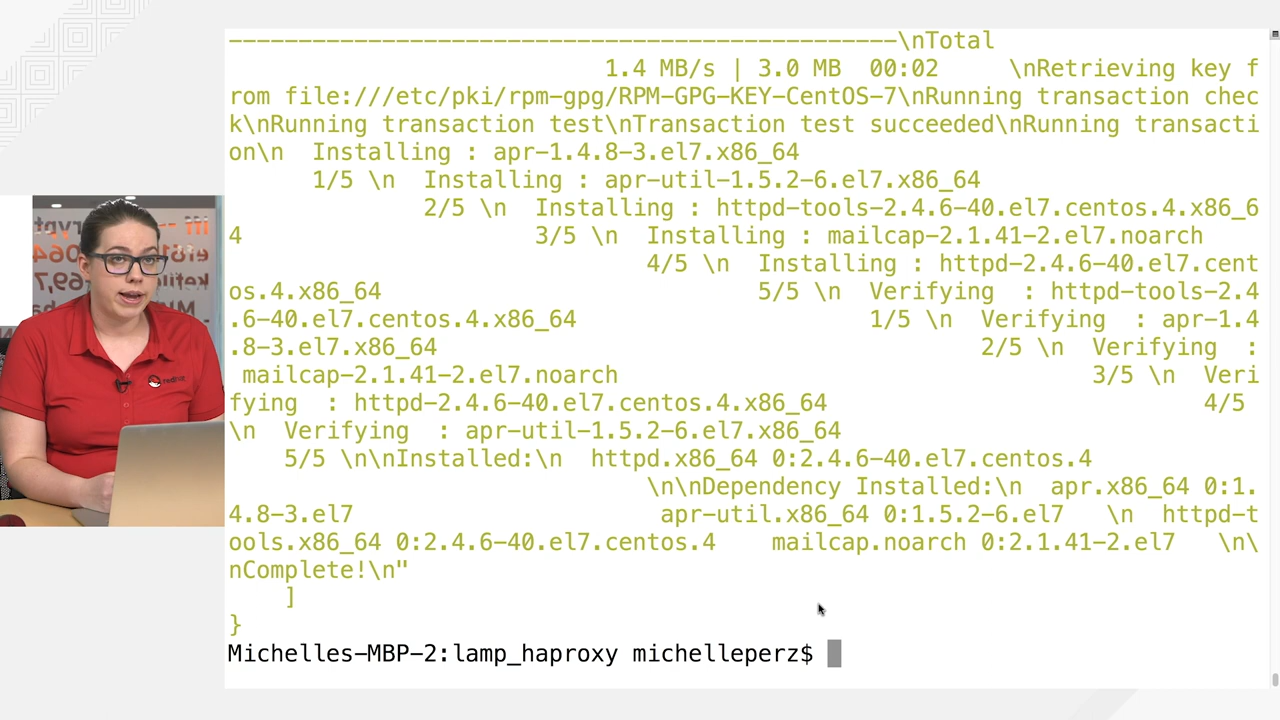 ------------------------------------------------\nTotal
1.4 MB/s | 3.0 MB  00:02     \nRetrieving key f
rom file:///etc/pki/rpm-gpg/RPM-GPG-KEY-CentOS-7\nRunning transaction chec
k\nRunning transaction test\nTransaction test succeeded\nRunning transacti
on\n  Installing : apr-1.4.8-3.el7.x86_64
1/5 \n  Installing : apr-util-1.5.2-6.el7.x86_64
2/5 \n  Installing : httpd-tools-2.4.6-40.el7.centos.4.x86_6
4                     3/5 \n  Installing : mailcap-2.1.41-2.el7.noarch
4/5 \n  Installing : httpd-2.4.6-40.el7.cent
os.4.x86_64                           5/5 \n  Verifying  : httpd-tools-2.4
.6-40.el7.centos.4.x86_64                     1/5 \n  Verifying  : apr-1.4
.8-3.el7.x86_64                                       2/5 \n  Verifying  :
mailcap-2.1.41-2.el7.noarch                                  3/5 \n  Veri
fying  : httpd-2.4.6-40.el7.centos.4.x86_64                           4/5
\n  Verifying  : apr-util-1.5.2-6.el7.x86_64
5/5 \n\nInstalled:\n  httpd.x86_64 0:2.4.6-40.el7.centos.4
\n\nDependency Installed:\n  apr.x86_64 0:1.
4.8-3.el7                      apr-util.x86_64 0:1.5.2-6.el7   \n  httpd-t
ools.x86_64 0:2.4.6-40.el7.centos.4    mailcap.noarch 0:2.1.41-2.el7   \n\
nComplete!\n"
]
}
Michelles-MBP-2:lamp_haproxy michelleperz$
redhat